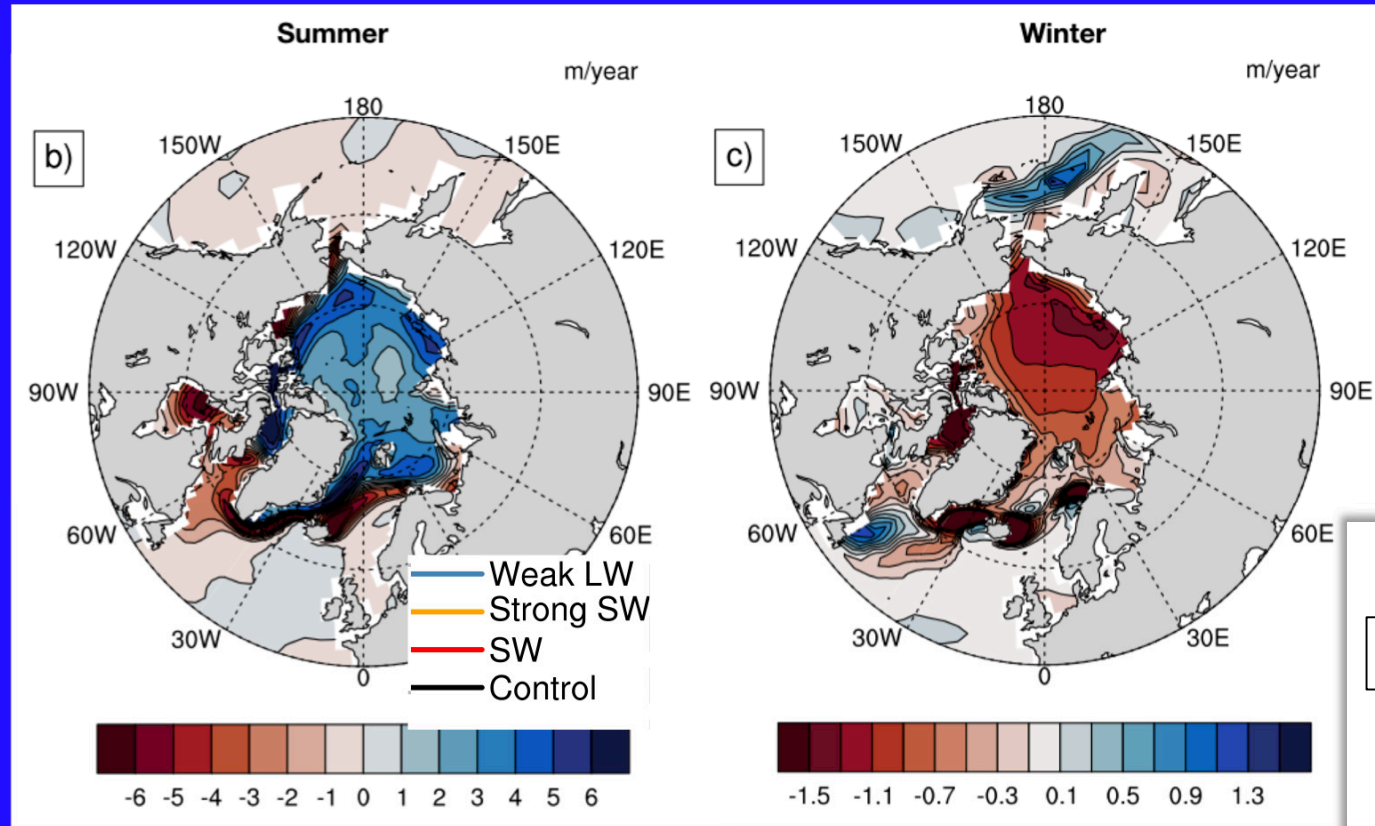 Summer
m/year
b)
180
150W
150E
120W
120E
90W
90E
60W
60E
30W
0
Weak LW
Strong SW
SW
Control
-6 -5 -4 -3 -2 -1 0 1 2 3 4 5 6
Winter
m/year
c)
180
150W
150E
120W
120E
90W
90E
60W
60E
30W
30E
0
-1.5 -1.1 -0.7 -0.3 0.1 0.5 0.9 1.3